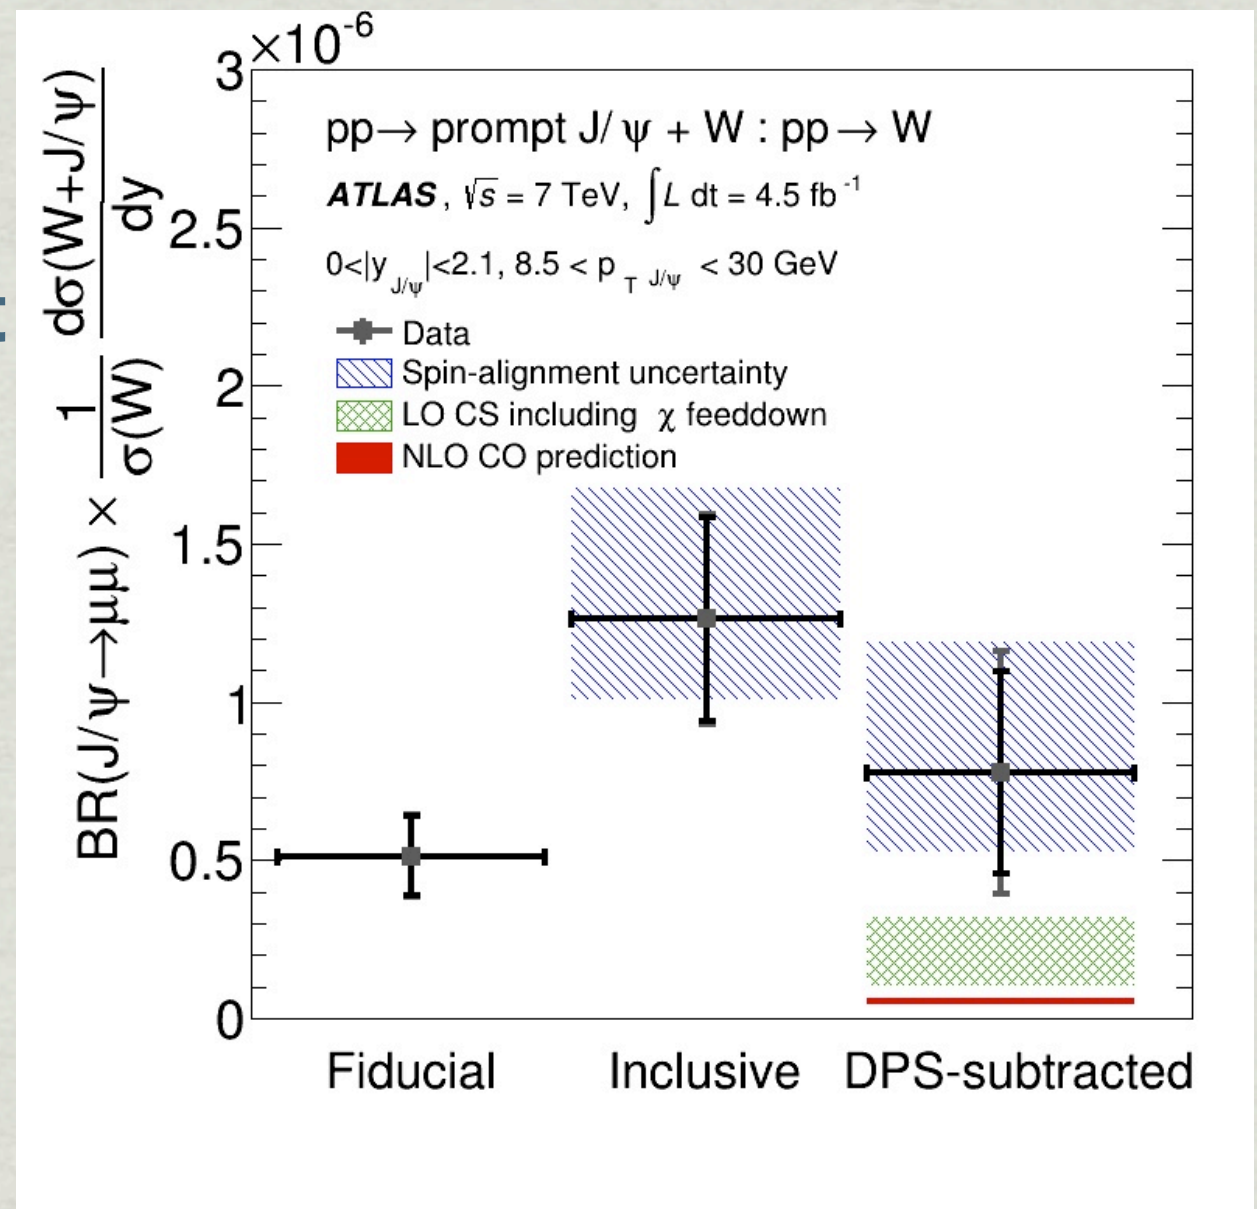 ×10⁻⁶
BR(J/ψ→μμ) × 1/σ(W) dσ(W+J/ψ)/dy
3
2.5
2
1.5
1
0.5
0
pp→ prompt J/ψ + W : pp→ W
ATLAS, √s = 7 TeV, ∫L dt = 4.5 fb⁻¹
0<|y J/ψ|<2.1, 8.5 < p T J/ψ < 30 GeV
Data
Spin-alignment uncertainty
LO CS including χ feeddown
NLO CO prediction
Fiducial Inclusive DPS-subtracted